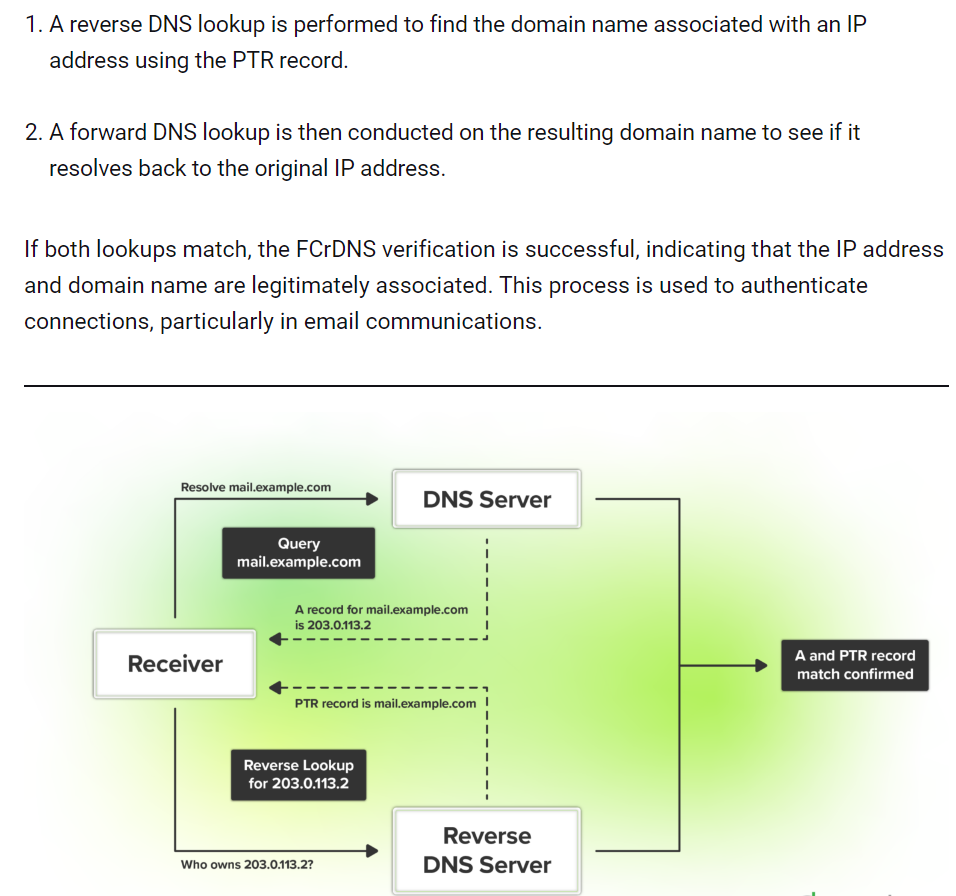 1. A reverse DNS lookup is performed to find the domain name associated with an IP
address using the PTR record.
2. A forward DNS lookup is then conducted on the resulting domain name to see if it
resolves back to the original IP address.
If both lookups match, the FCrDNS verification is successful, indicating that the IP address
and domain name are legitimately associated. This process is used to authenticate
connections, particularly in email communications.
Resolve mail.example.com
DNS Server
Query
mail.example.com
A record for mail.example.com
is 203.0.113.2
Receiver
A and PTR record
match confirmed
PTR record is mail.example.com
Reverse Lookup
for 203.0.113.2
Reverse
DNS Server
Who owns 203.0.113.2?